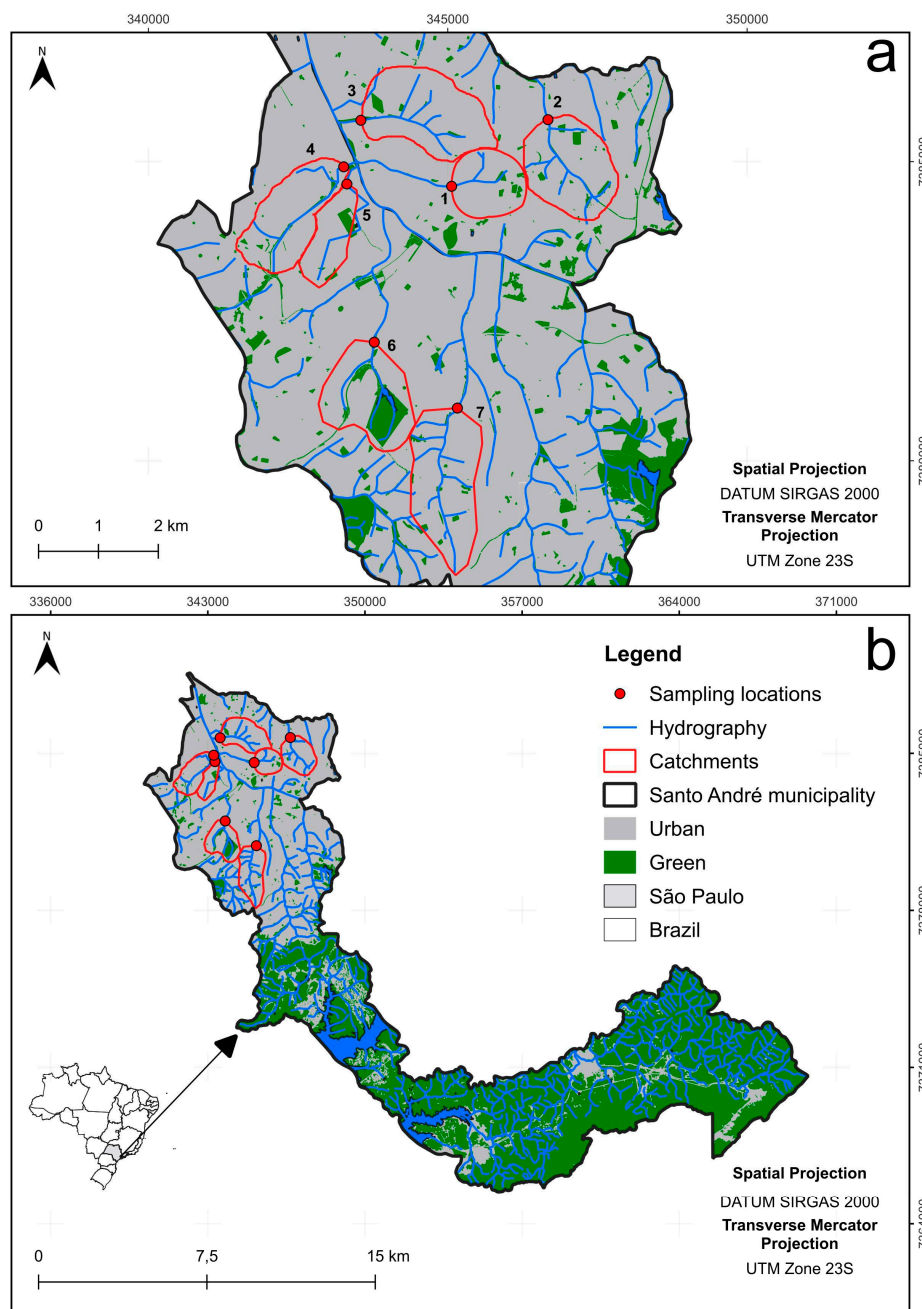 340000
345000
350000
a
N
3
2
4
1
5
6
7
Spatial Projection
DATUM SIRGAS 2000
Transverse Mercator
Projection
UTM Zone 23S
0 1 2 km
336000
343000
350000
357000
364000
371000
b
N
Legend
Sampling locations
Hydrography
Catchments
Santo André municipality
Urban
Green
São Paulo
Brazil
Spatial Projection
DATUM SIRGAS 2000
Transverse Mercator
Projection
UTM Zone 23S
0 7,5 15 km